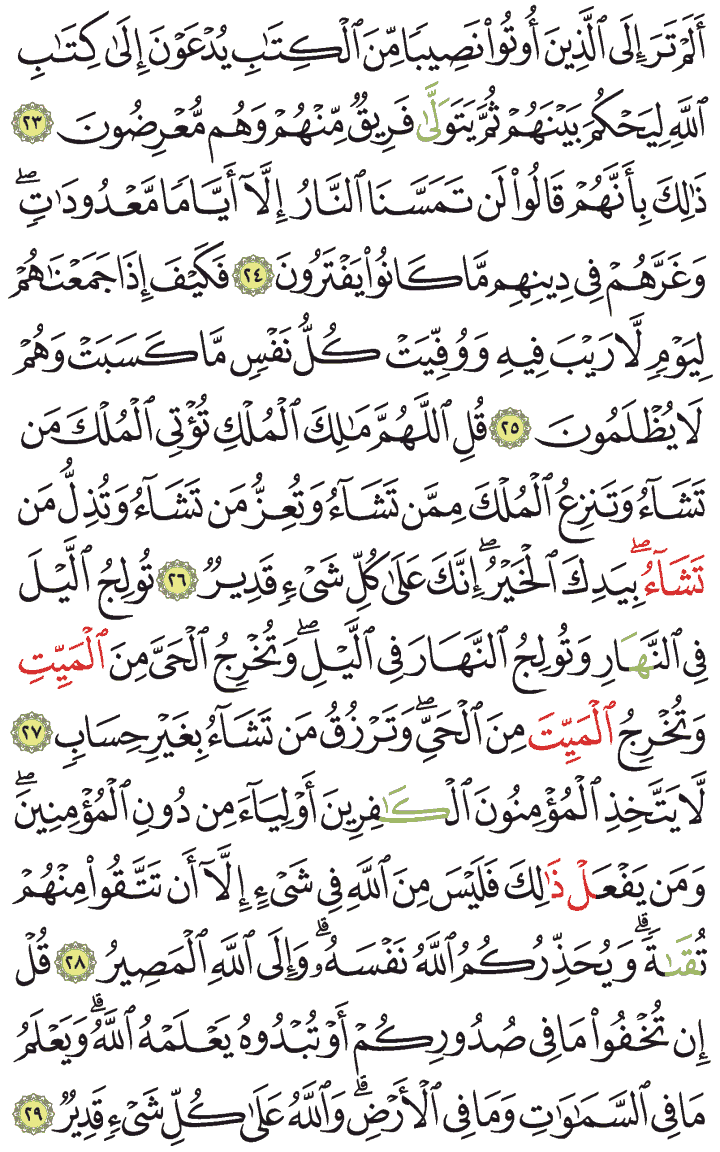 أَلَمۡ تَرَ إِلَى ٱلَّذِينَ أُوتُواْ نَصِيبٗا مِّنَ ٱلۡكِتَٰبِ يُدۡعَوۡنَ إِلَىٰ كِتَٰبِ
ٱللَّهِ لِيَحۡكُمَ بَيۡنَهُمۡ ثُمَّ يَتَوَلَّىٰ فَرِيقٞ مِّنۡهُمۡ وَهُم مُّعۡرِضُونَ ٢٣
ذَٰلِكَ بِأَنَّهُمۡ قَالُواْ لَن تَمَسَّنَا ٱلنَّارُ إِلَّآ أَيَّامٗا مَّعۡدُودَٰتٖۖ
وَغَرَّهُمۡ فِي دِينِهِم مَّا كَانُواْ يَفۡتَرُونَ ٢٤ فَكَيۡفَ إِذَا جَمَعۡنَٰهُمۡ
لِيَوۡمٖ لَّا رَيۡبَ فِيهِ وَوُفِّيَتۡ كُلُّ نَفۡسٖ مَّا كَسَبَتۡ وَهُمۡ
لَا يُظۡلَمُونَ ٢٥ قُلِ ٱللَّهُمَّ مَٰلِكَ ٱلۡمُلۡكِ تُؤۡتِي ٱلۡمُلۡكَ مَن
تَشَآءُ وَتَنزِعُ ٱلۡمُلۡكَ مِمَّن تَشَآءُ وَتُعِزُّ مَن تَشَآءُ وَتُذِلُّ مَن
تَشَآءُۖ بِيَدِكَ ٱلۡخَيۡرُۖ إِنَّكَ عَلَىٰ كُلِّ شَيۡءٖ قَدِيرٞ ٢٦ تُولِجُ ٱلَّيۡلَ
فِي ٱلنَّهَارِ وَتُولِجُ ٱلنَّهَارَ فِي ٱلَّيۡلِۖ وَتُخۡرِجُ ٱلۡحَيَّ مِنَ ٱلۡمَيِّتِ
وَتُخۡرِجُ ٱلۡمَيِّتَ مِنَ ٱلۡحَيِّۖ وَتَرۡزُقُ مَن تَشَآءُ بِغَيۡرِ حِسَابٖ ٢٧
لَّا يَتَّخِذِ ٱلۡمُؤۡمِنُونَ ٱلۡكَٰفِرِينَ أَوۡلِيَآءَ مِن دُونِ ٱلۡمُؤۡمِنِينَۖ
وَمَن يَفۡعَلۡ ذَٰلِكَ فَلَيۡسَ مِنَ ٱللَّهِ فِي شَيۡءٍ إِلَّآ أَن تَتَّقُواْ مِنۡهُمۡ
تُقَىٰةٗۗ وَيُحَذِّرُكُمُ ٱللَّهُ نَفۡسَهُۥۗ وَإِلَى ٱللَّهِ ٱلۡمَصِيرُ ٢٨ قُلۡ
إِن تُخۡفُواْ مَا فِي صُدُورِكُمۡ أَوۡ تُبۡدُوهُ يَعۡلَمۡهُ ٱللَّهُۗ وَيَعۡلَمُ
مَا فِي ٱلسَّمَٰوَٰتِ وَمَا فِي ٱلۡأَرۡضِۗ وَٱللَّهُ عَلَىٰ كُلِّ شَيۡءٖ قَدِيرٞ ٢٩